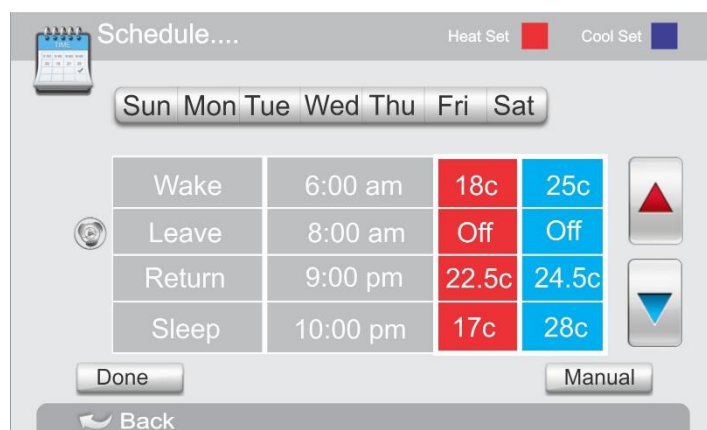 TIME
Schedule.... Heat Set Cool Set
Sun Mon Tue Wed Thu Fri Sat
Wake 6:00 am 18c 25c
Leave 8:00 am Off Off
Return 9:00 pm 22.5c 24.5c
Sleep 10:00 pm 17c 28c
Done Manual
Back